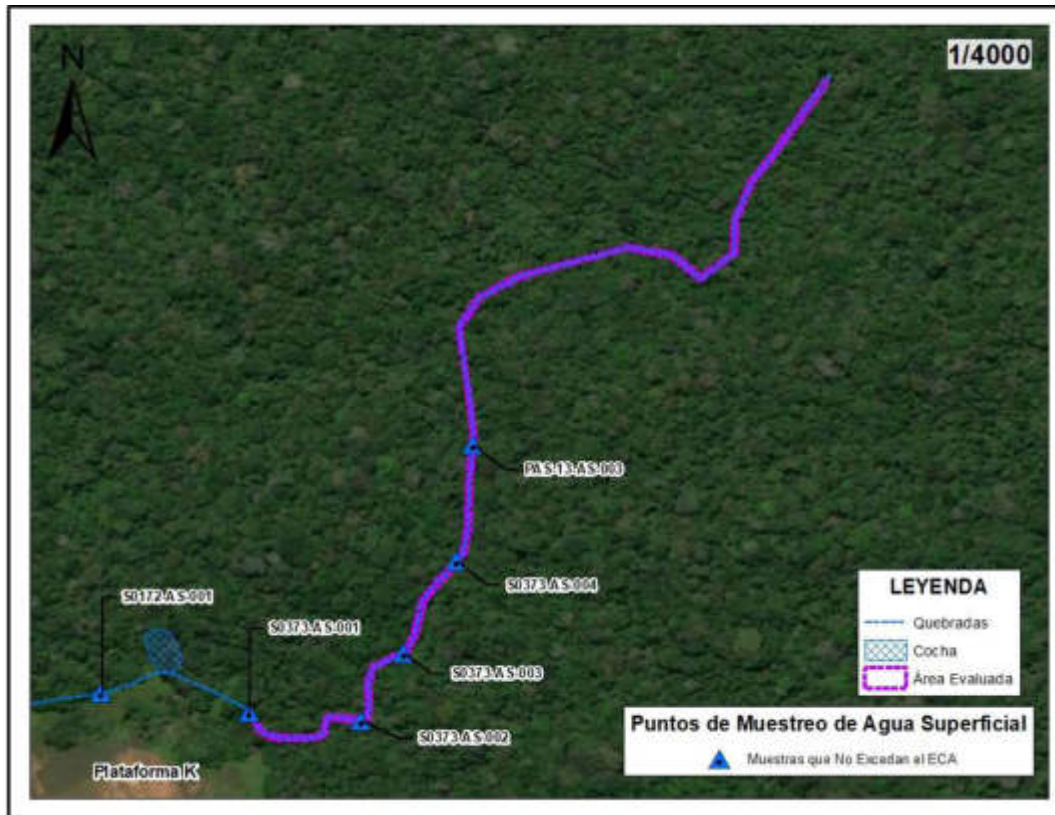 N
1/4000
PAS-13-AS-003
S0373-AS-004
S0172-AS-001
S0373-AS-001
S0373-AS-003
S0373-AS-002
Plataforma K
LEYENDA
Quebradas
Cocha
Área Evaluada
Puntos de Muestreo de Agua Superficial
Muestras que No Excedan el ECA